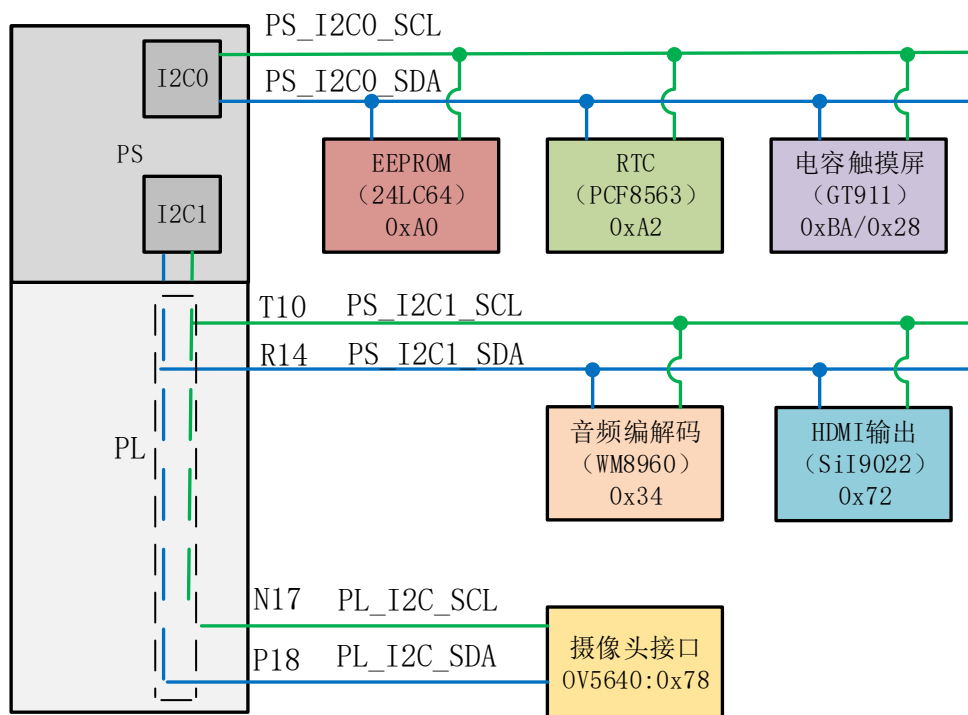 PS_I2C0_SCL
I2C0
PS_I2C0_SDA
PS
EEPROM
（24LC64）
0xA0
RTC
（PCF8563）
0xA2
电容触摸屏
（GT911）
0xBA/0x28
I2C1
T10
PS_I2C1_SCL
R14
PS_I2C1_SDA
PL
音频编解码
（WM8960）
0x34
HDMI输出
（SiI9022）
0x72
N17
PL_I2C_SCL
P18
PL_I2C_SDA
摄像头接口
OV5640:0x78